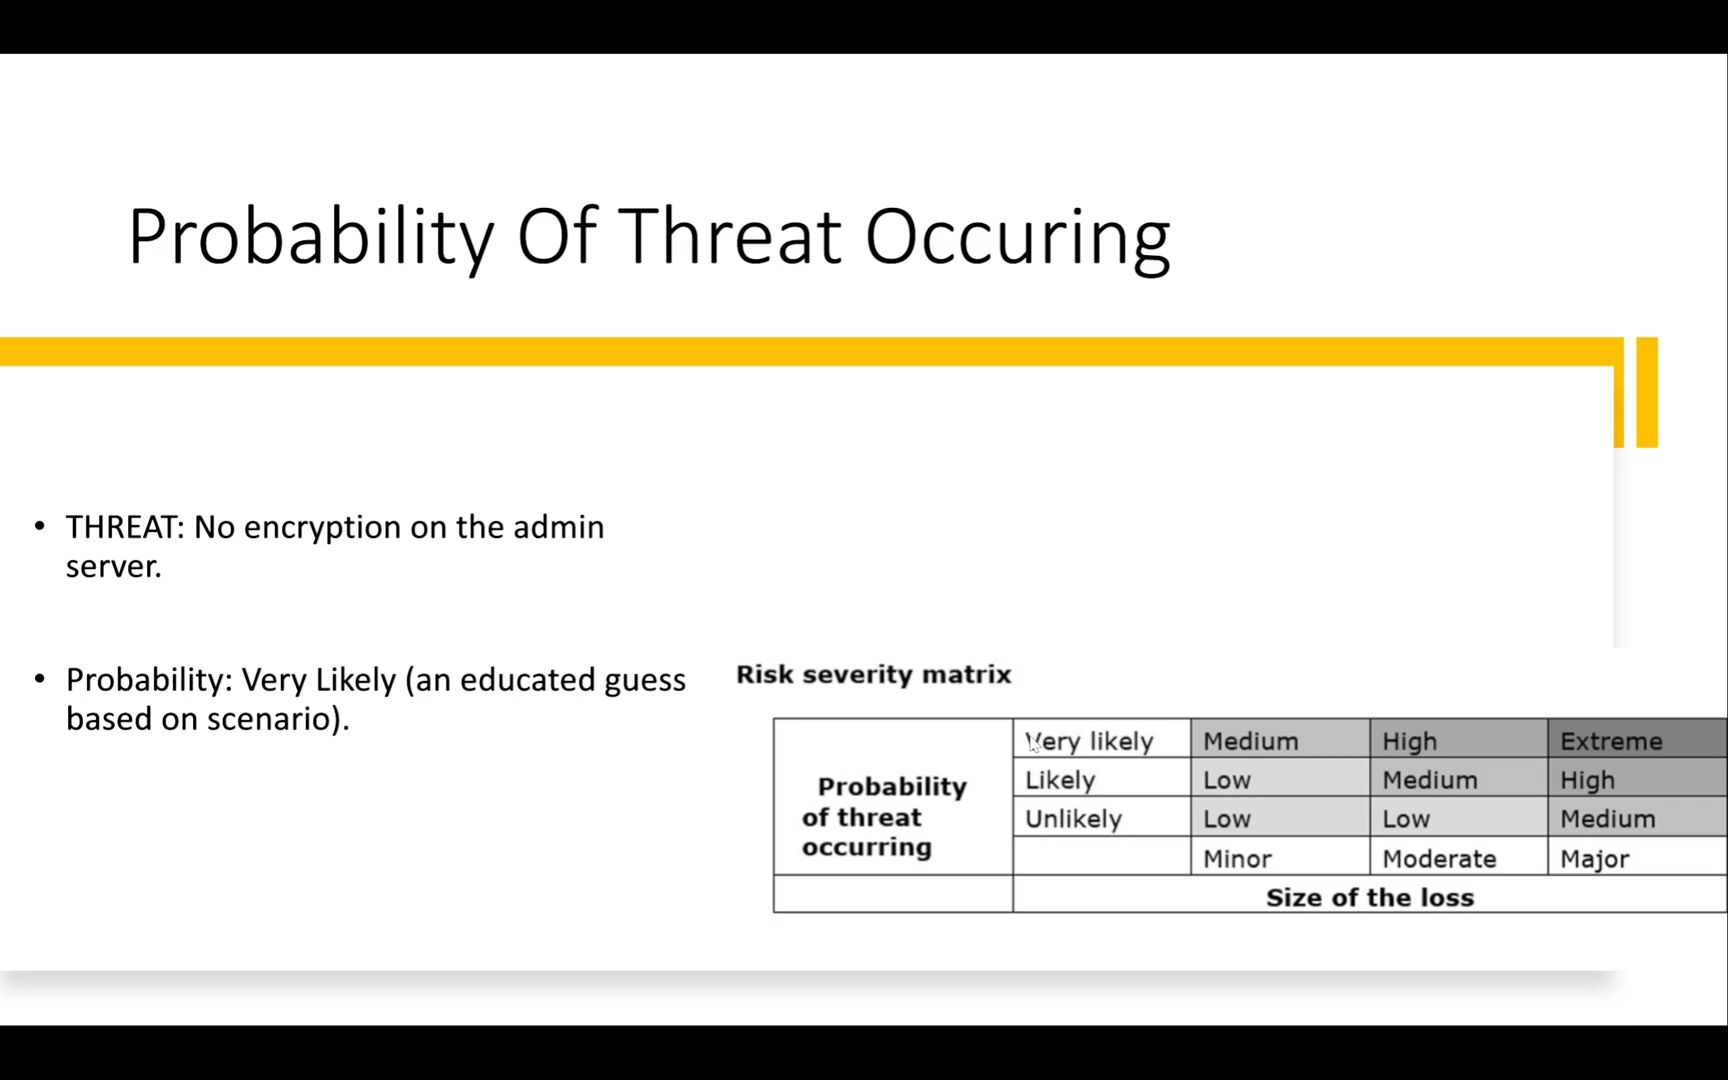 Probability Of Threat Occuring
• THREAT: No encryption on the admin
server.
• Probability: Very Likely (an educated guess
based on scenario).
Risk severity matrix
Probability
of threat
occurring
Very likely Medium High Extreme
Likely Low Medium High
Unlikely Low Low Medium
Minor Moderate Major
Size of the loss